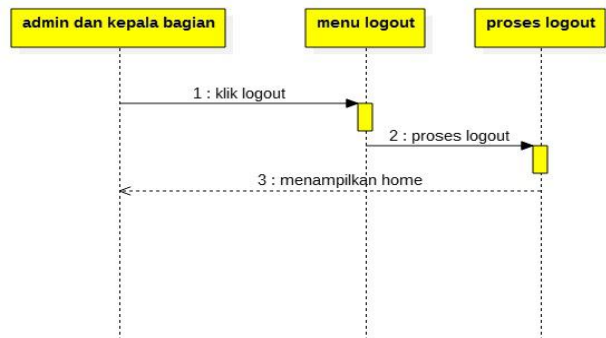 admin dan kepala bagian
menu logout
proses logout
1 : klik logout
2 : proses logout
3 : menampilkan home